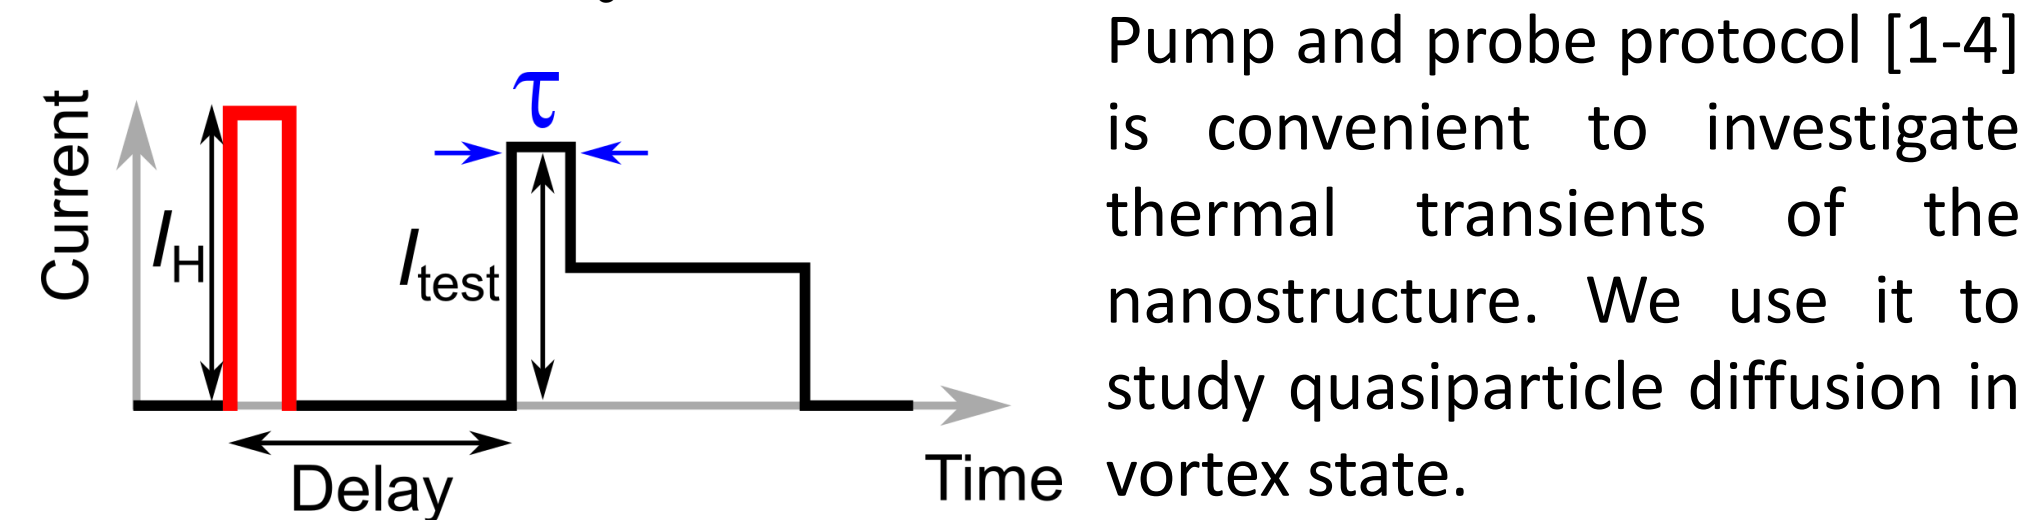 Current
I_H
Delay
I_test
τ
Time
Pump and probe protocol [1-4]
is convenient to investigate
thermal transients of the
nanostructure. We use it to
study quasiparticle diffusion in
vortex state.